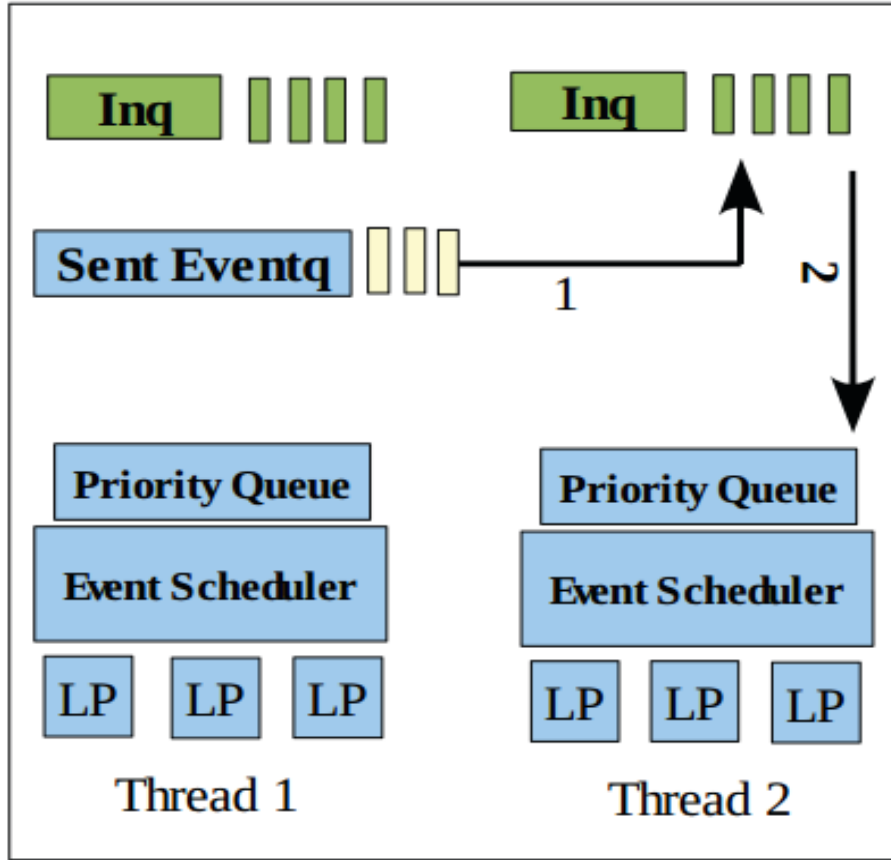 Inq
Inq
Sent Eventq
1
2
Priority Queue
Priority Queue
Event Scheduler
Event Scheduler
LP LP LP
LP LP LP
Thread 1
Thread 2